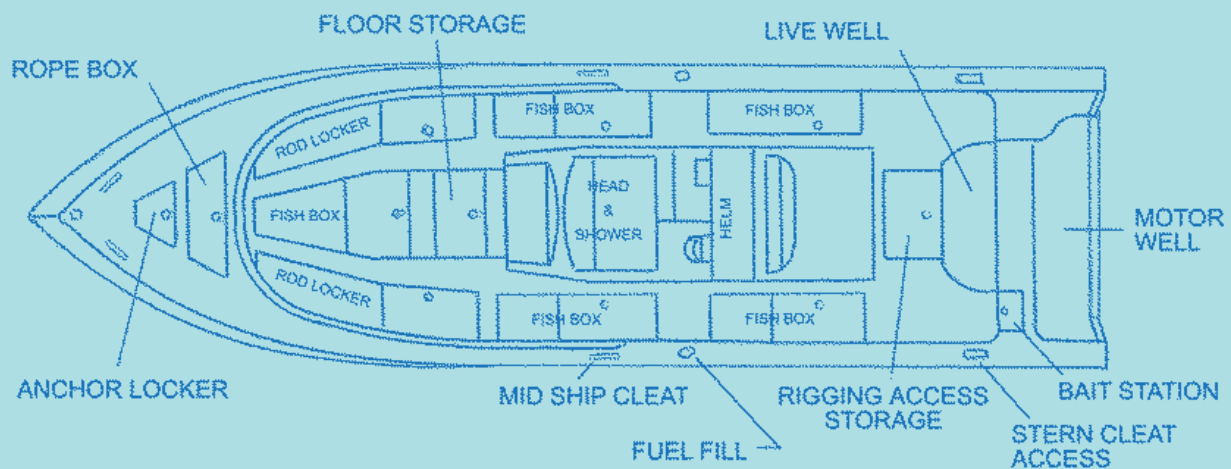 FLOOR STORAGE
LIVE WELL
ROPE BOX
FISH BOX
FISH BOX
ROD LOCKER
FISH BOX
HEAD
&
SHOWER
HELM
MOTOR
WELL
ROD LOCKER
FISH BOX
FISH BOX
ANCHOR LOCKER
MID SHIP CLEAT
RIGGING ACCESS
STORAGE
BAIT STATION
FUEL FILL
STERN CLEAT
ACCESS